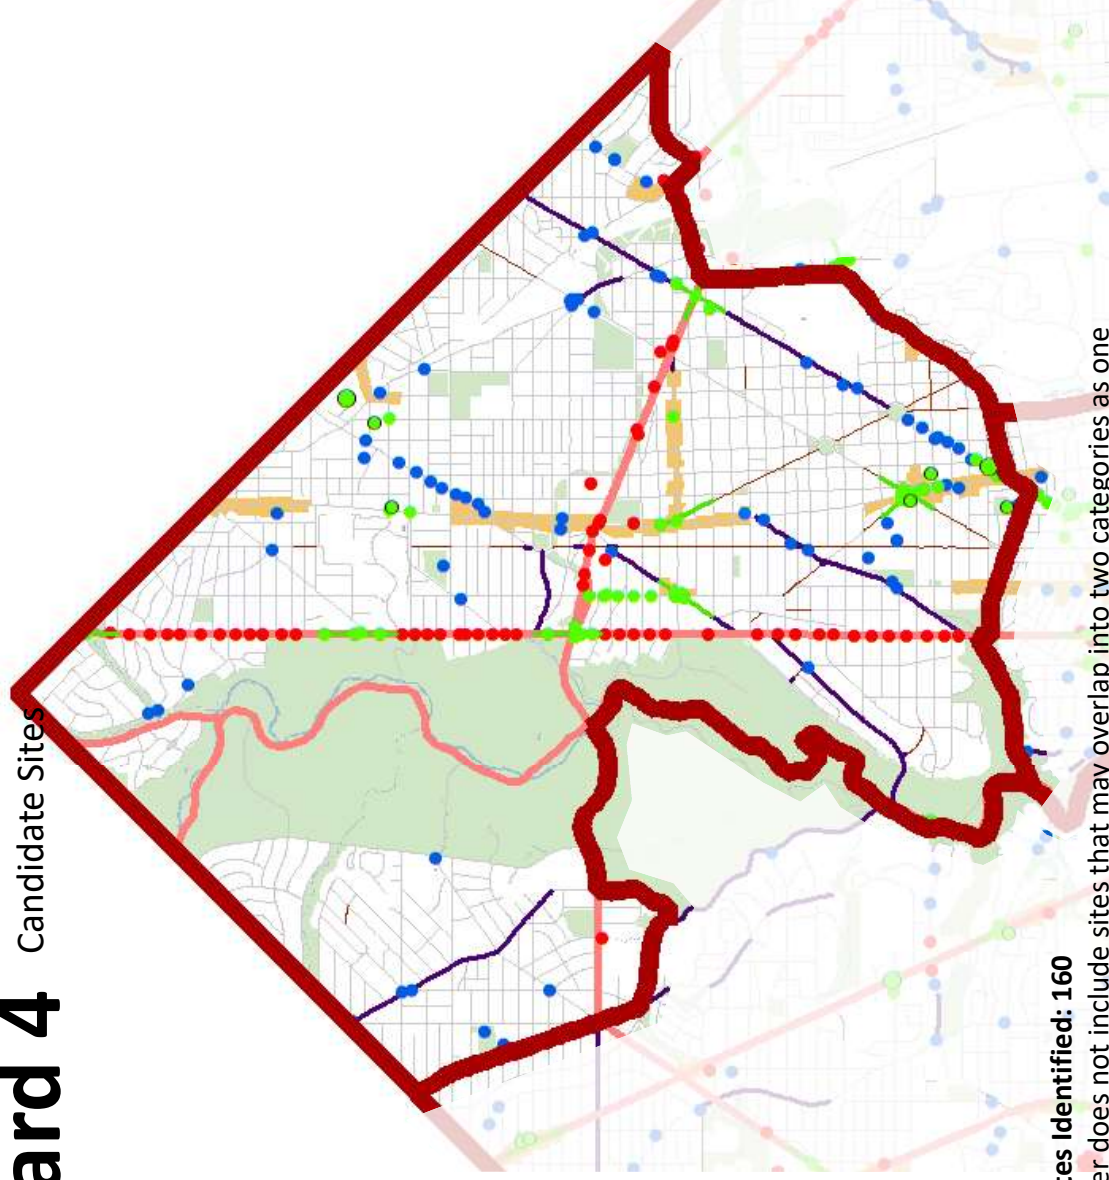 ard 4
Candidate Sites
es Identified: 160
er does not include sites that may overlap into two categories as one